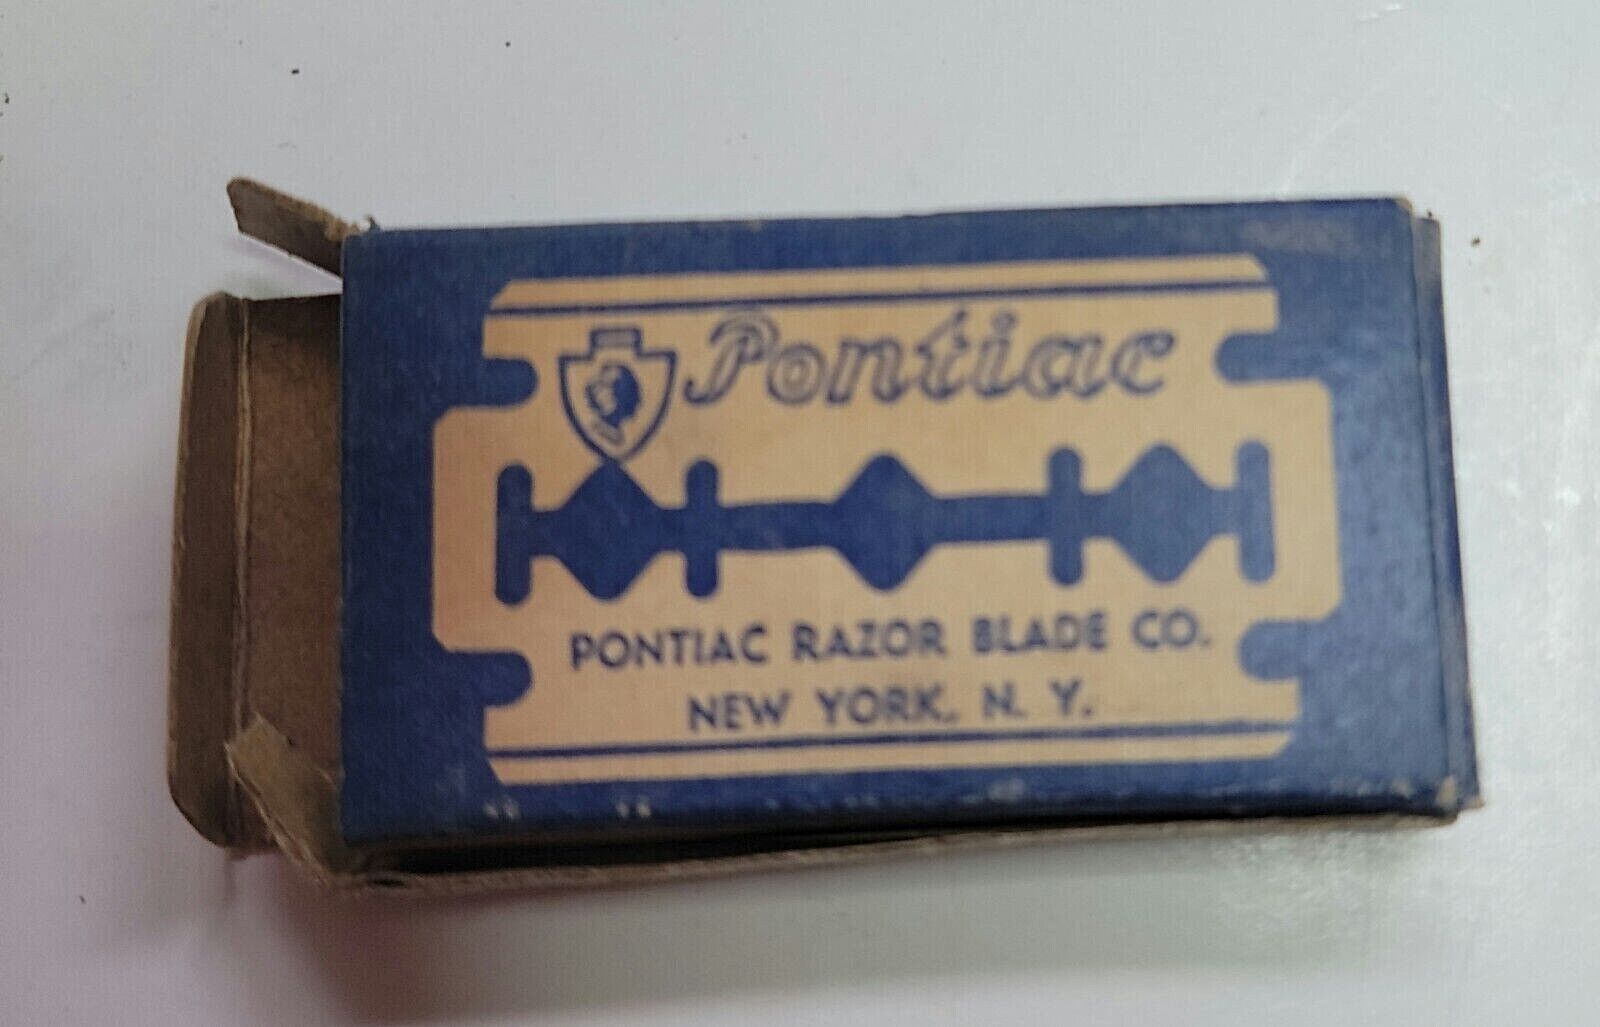 Pontiac
PONTIAC RAZOR BLADE CO.
NEW YORK, N. Y.